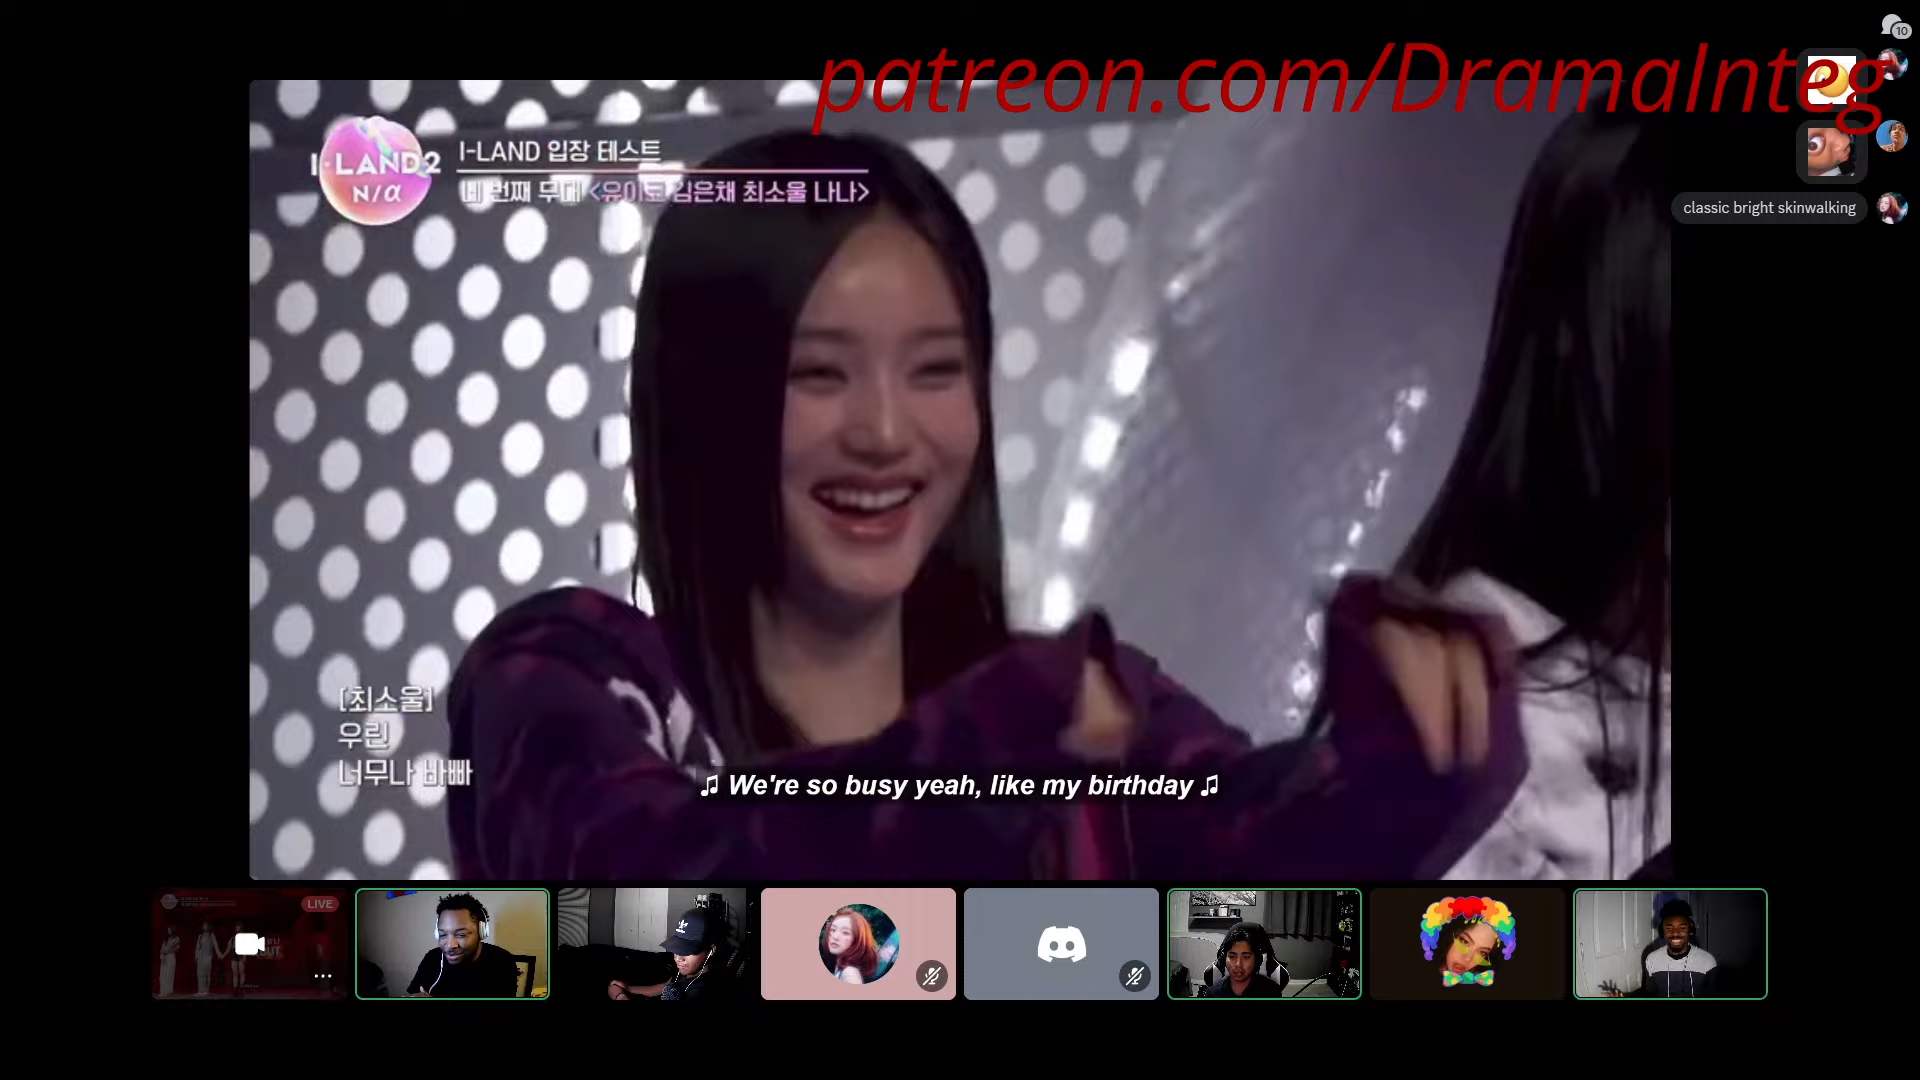 patreon.com/DramaInteg
10
I-LAND2
N/α
I-LAND 입장 테스트
네 번째 무대 <유이코 김은채 최소울 나나>
classic bright skinwalking
[최소울]
우린
너무나 바빠
♫ We're so busy yeah, like my birthday ♫
LIVE